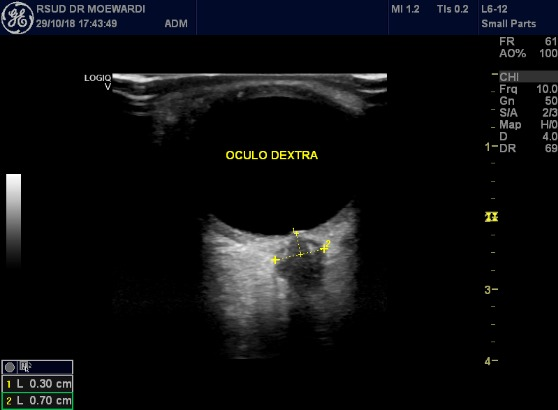 GE
RSUD DR MOEWARDI
29/10/18 17:43:49
ADM
MI 1.2
TIs 0.2
L6-12
Small Parts
FR 61
AO% 100
CHI
Frq 10.0
Gn 50
S/A 2/3
Map H/0
D 4.0
DR 69
LOGIQ
V
OCULO DEXTRA
1
3
4
2
1 L 0.30 cm
2 L 0.70 cm